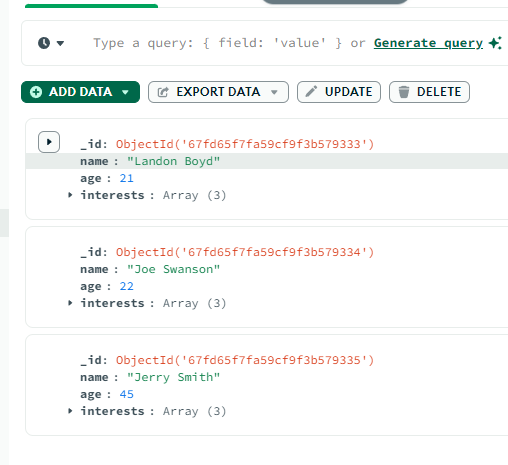 Type a query: { field: 'value' } or Generate query
ADD DATA EXPORT DATA UPDATE DELETE
_id: ObjectId('67fd65f7fa59cf9f3b579333')
name : "Landon Boyd"
age : 21
interests : Array (3)
_id: ObjectId('67fd65f7fa59cf9f3b579334')
name : "Joe Swanson"
age : 22
interests : Array (3)
_id: ObjectId('67fd65f7fa59cf9f3b579335')
name : "Jerry Smith"
age : 45
interests : Array (3)